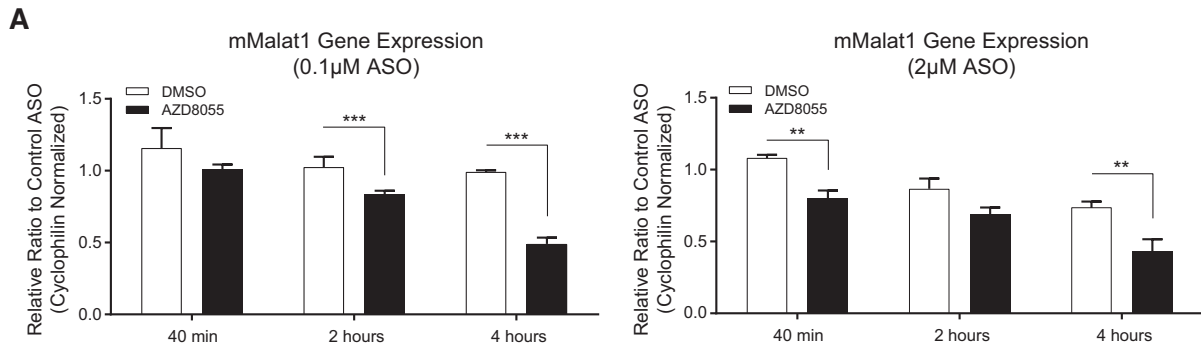 A
mMalat1 Gene Expression
(0.1µM ASO)
Relative Ratio to Control ASO
(Cyclophilin Normalized)
1.5
1.0
0.5
0.0
DMSO
AZD8055
***
***
40 min
2 hours
4 hours
mMalat1 Gene Expression
(2µM ASO)
Relative Ratio to Control ASO
(Cyclophilin Normalized)
1.5
1.0
0.5
0.0
DMSO
AZD8055
**
**
40 min
2 hours
4 hours